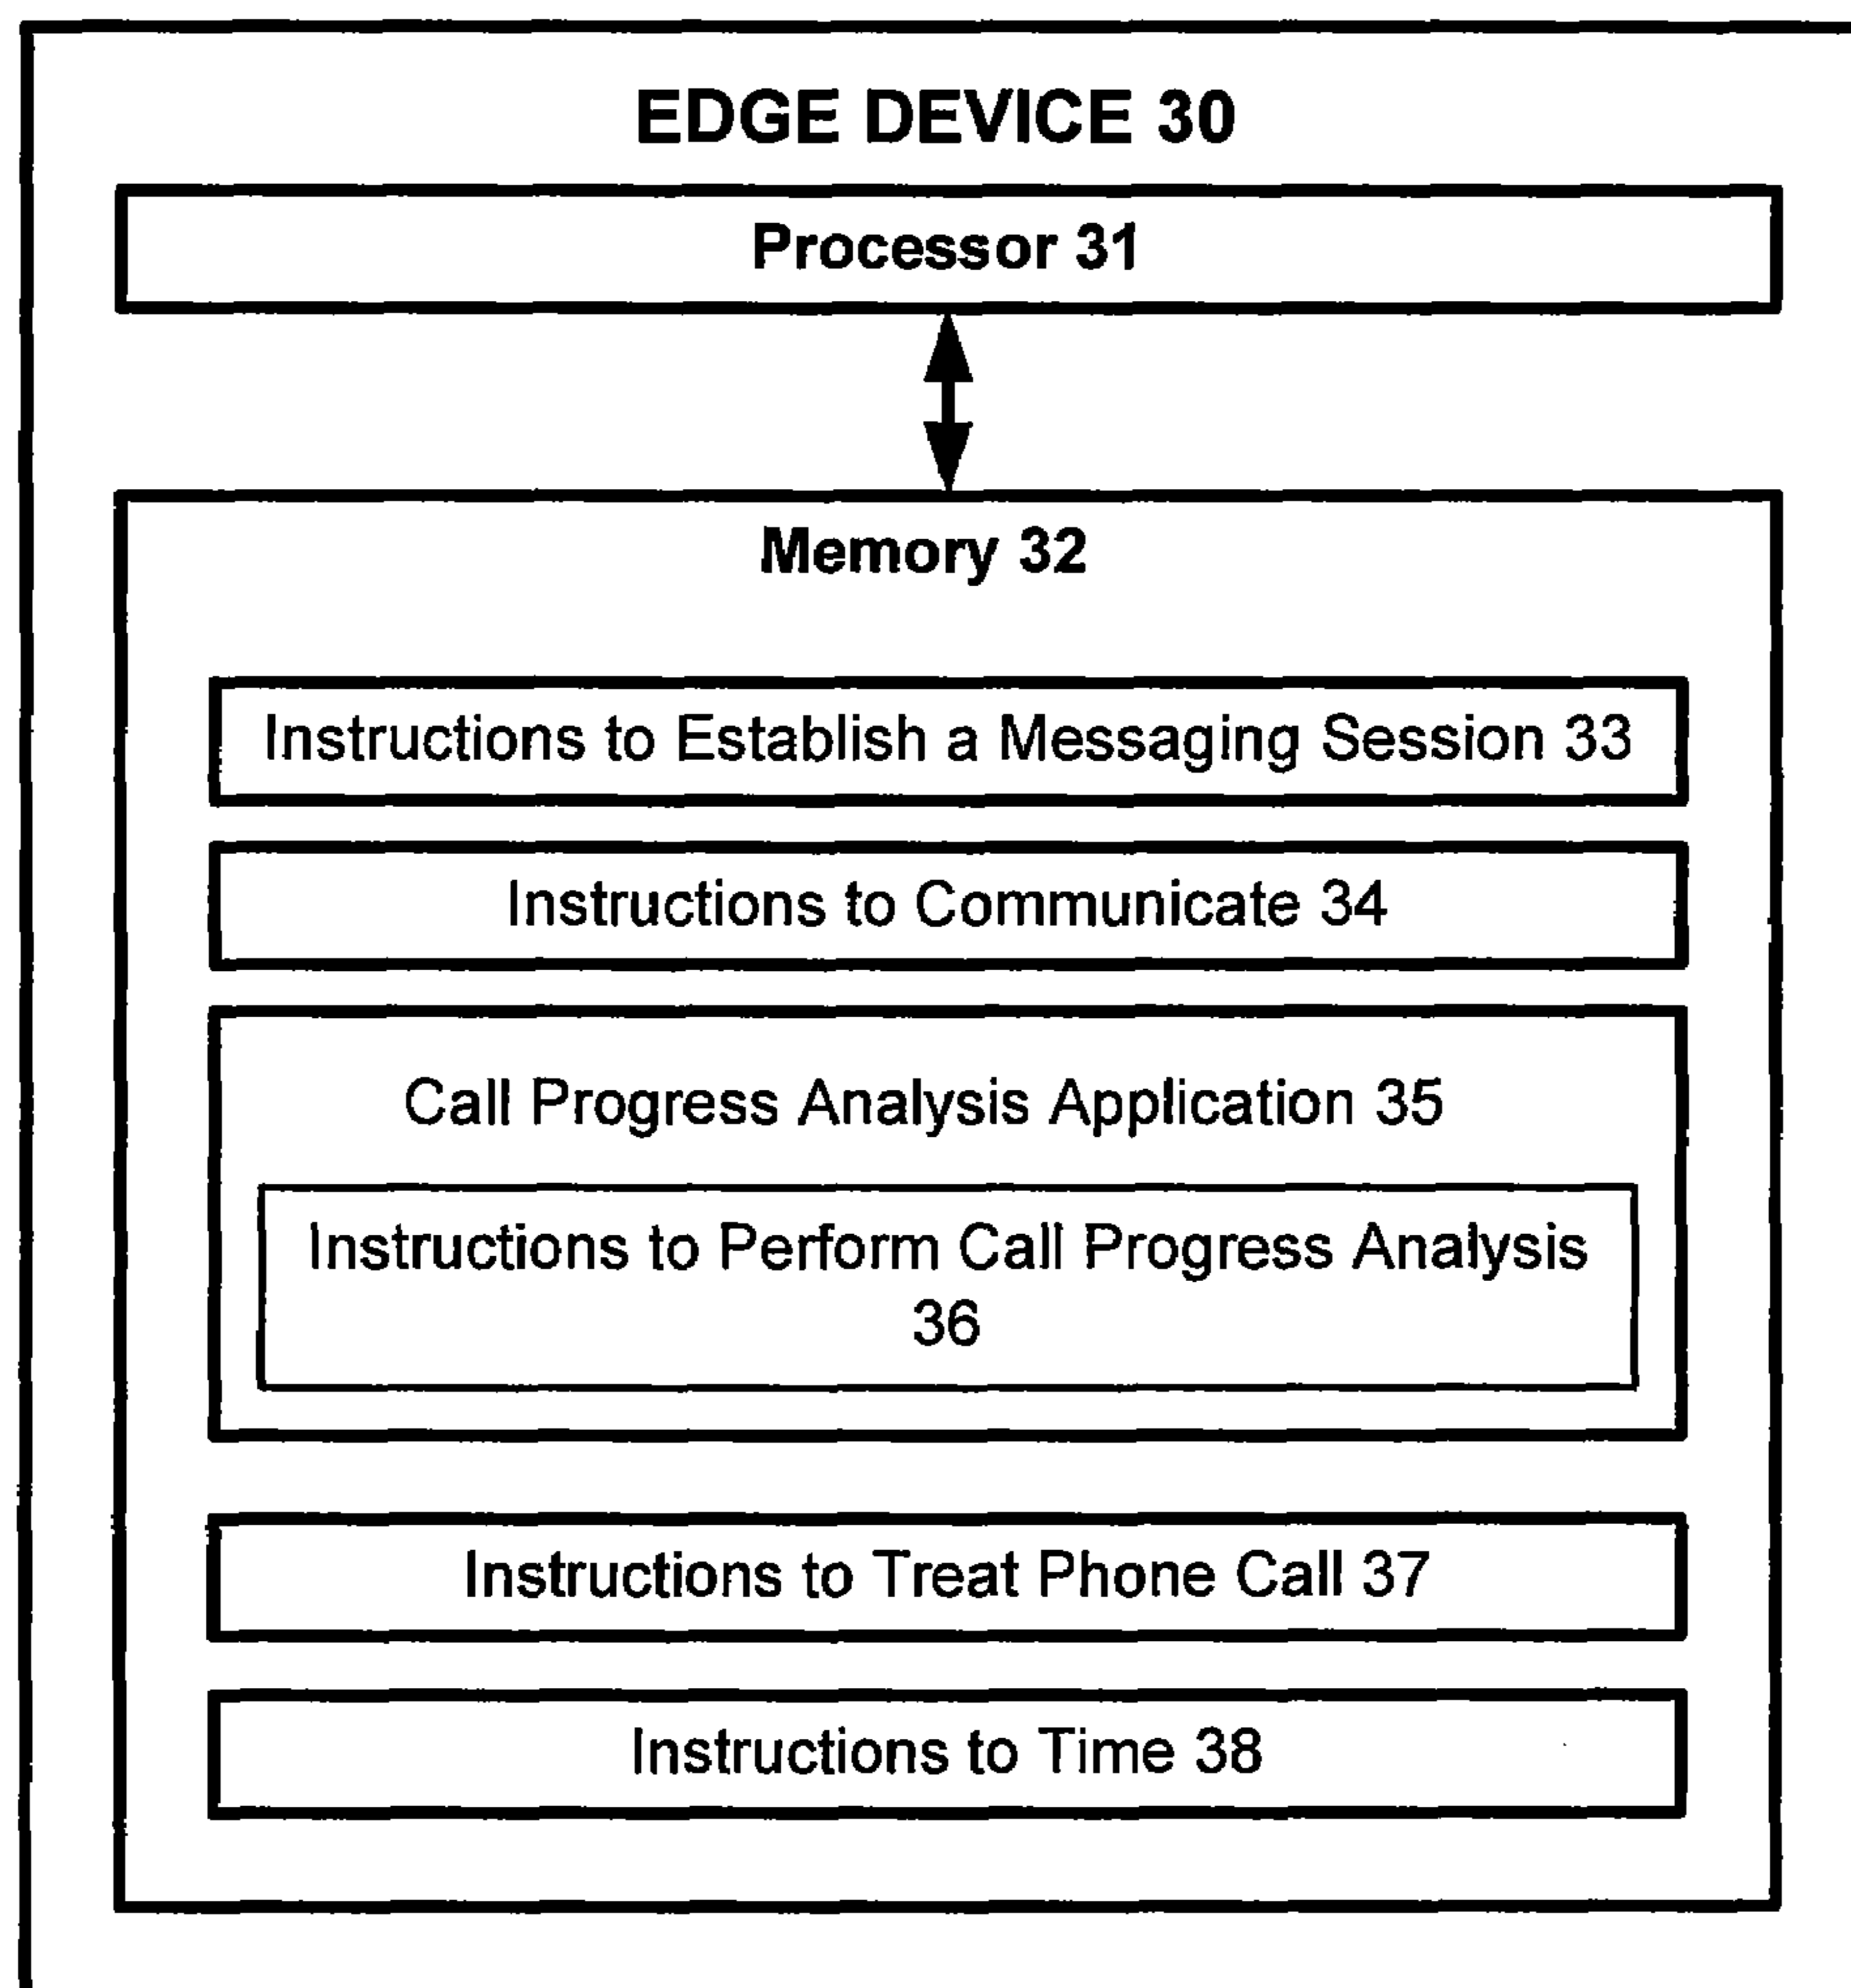 EDGE DEVICE 30
Processor 31
Memory 32
Instructions to Establish a Messaging Session 33
Instructions to Communicate 34
Call Progress Analysis Application 35
Instructions to Perform Call Progress Analysis
36
Instructions to Treat Phone Call 37
Instructions to Time 38